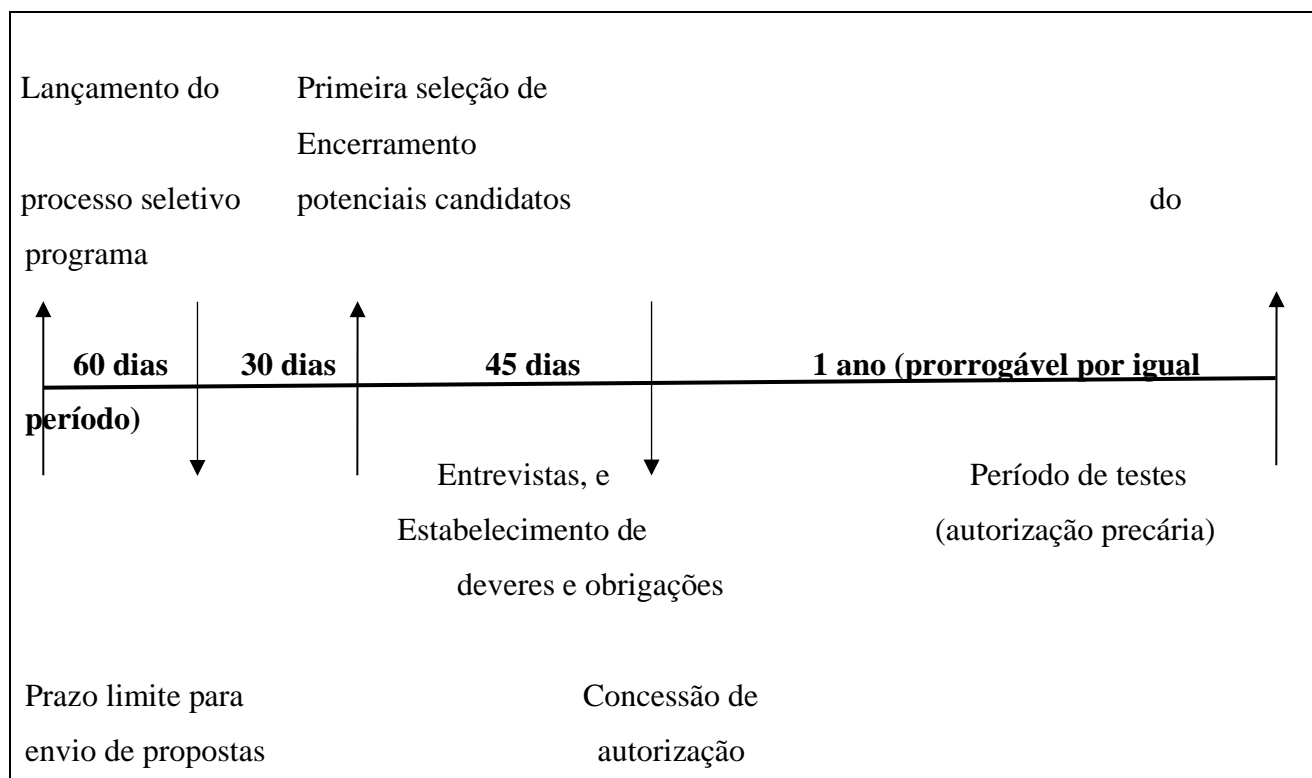 Lançamento do Primeira seleção de
Encerramento
processo seletivo potenciais candidatos do
programa
60 dias 30 dias 45 dias 1 ano (prorrogável por igual
período)
Entrevistas, e Período de testes
Estabelecimento de (autorização precária)
deveres e obrigações
Prazo limite para Concessão de
envio de propostas autorização